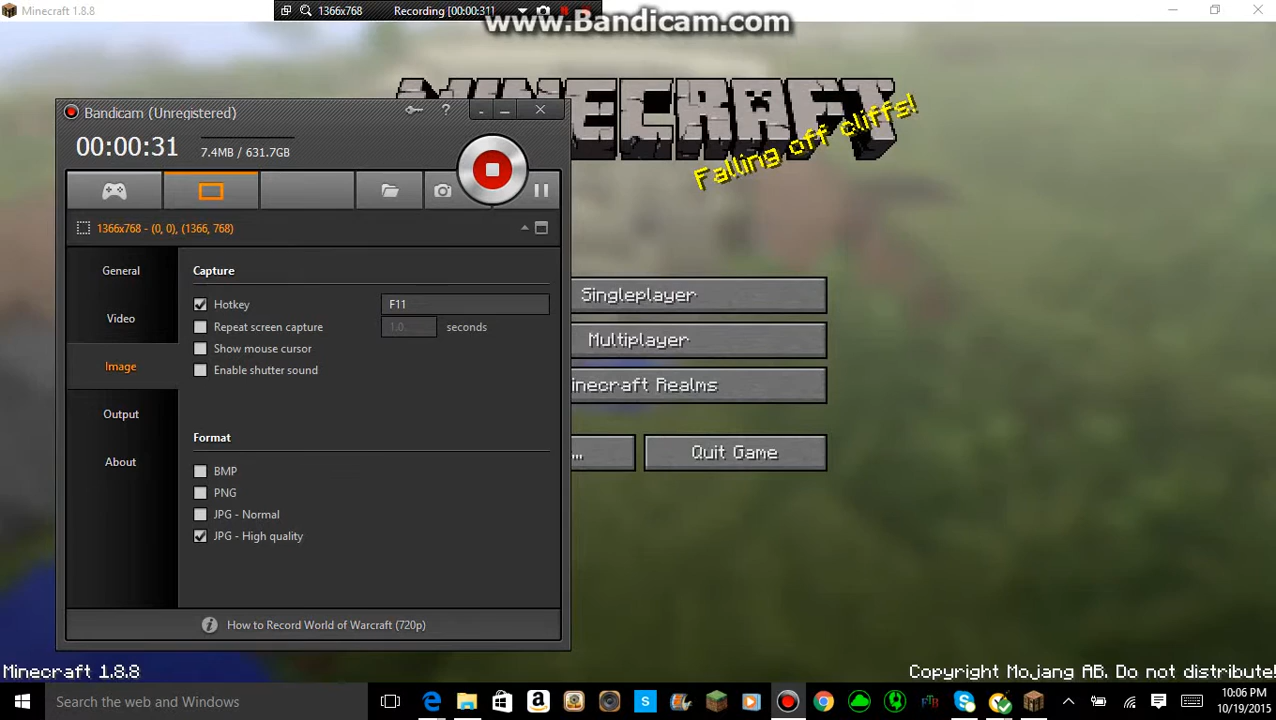 Minecraft 1.8.8
1366x768
Recording [00:00:31]
www.Bandicam.com
MINECRAFT
Falling off cliffs!
Bandicam (Unregistered)
?
00:00:31
7.4MB / 631.7GB
1366x768 - (0, 0), (1366, 768)
General
Video
Image
Output
About
Capture
Hotkey
F11
Repeat screen capture
1.0
seconds
Show mouse cursor
Enable shutter sound
Format
BMP
PNG
JPG - Normal
JPG - High quality
How to Record World of Warcraft (720p)
Singleplayer
Multiplayer
inecraft Realms
...
Quit Game
Minecraft 1.8.8
Copyright Mojang AB. Do not distribute!
Search the web and Windows
10:06 PM
10/19/2015